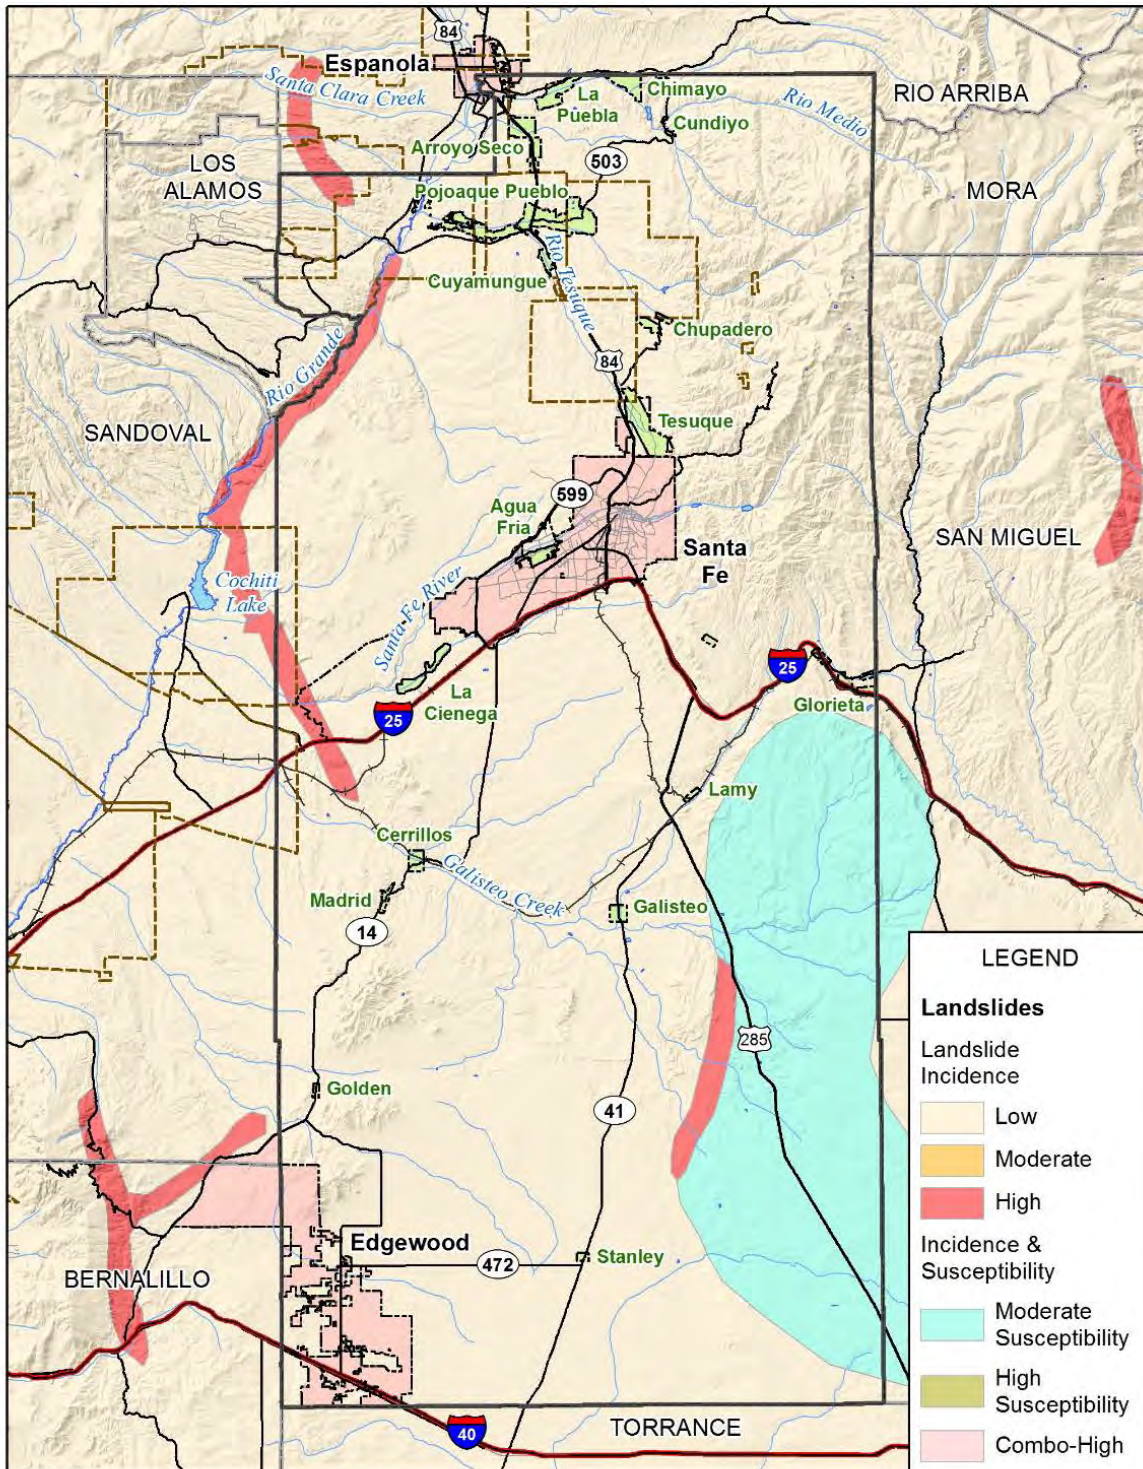 84
Espanola
Santa Clara Creek
La
Puebla
Chimayo
Cundiyo
Rio Medio
RIO ARRIBA
Arroyo Seco
503
LOS
ALAMOS
Pojoaque Pueblo
MORA
Rio Tesuque
Cuyamungue
Rio Grande
Chupadero
84
SANDOVAL
Tesuque
599
Agua
Fria
Santa
Fe
SAN MIGUEL
Cochiti
Lake
Santa Fe River
25
La
Cienega
25
Glorieta
Lamy
Cerrillos
Galisteo Creek
Madrid
Galisteo
14
285
Golden
41
Edgewood
472
Stanley
BERNALILLO
40
TORRANCE
LEGEND
Landslides
Landslide
Incidence
Low
Moderate
High
Incidence &
Susceptibility
Moderate
Susceptibility
High
Susceptibility
Combo-High